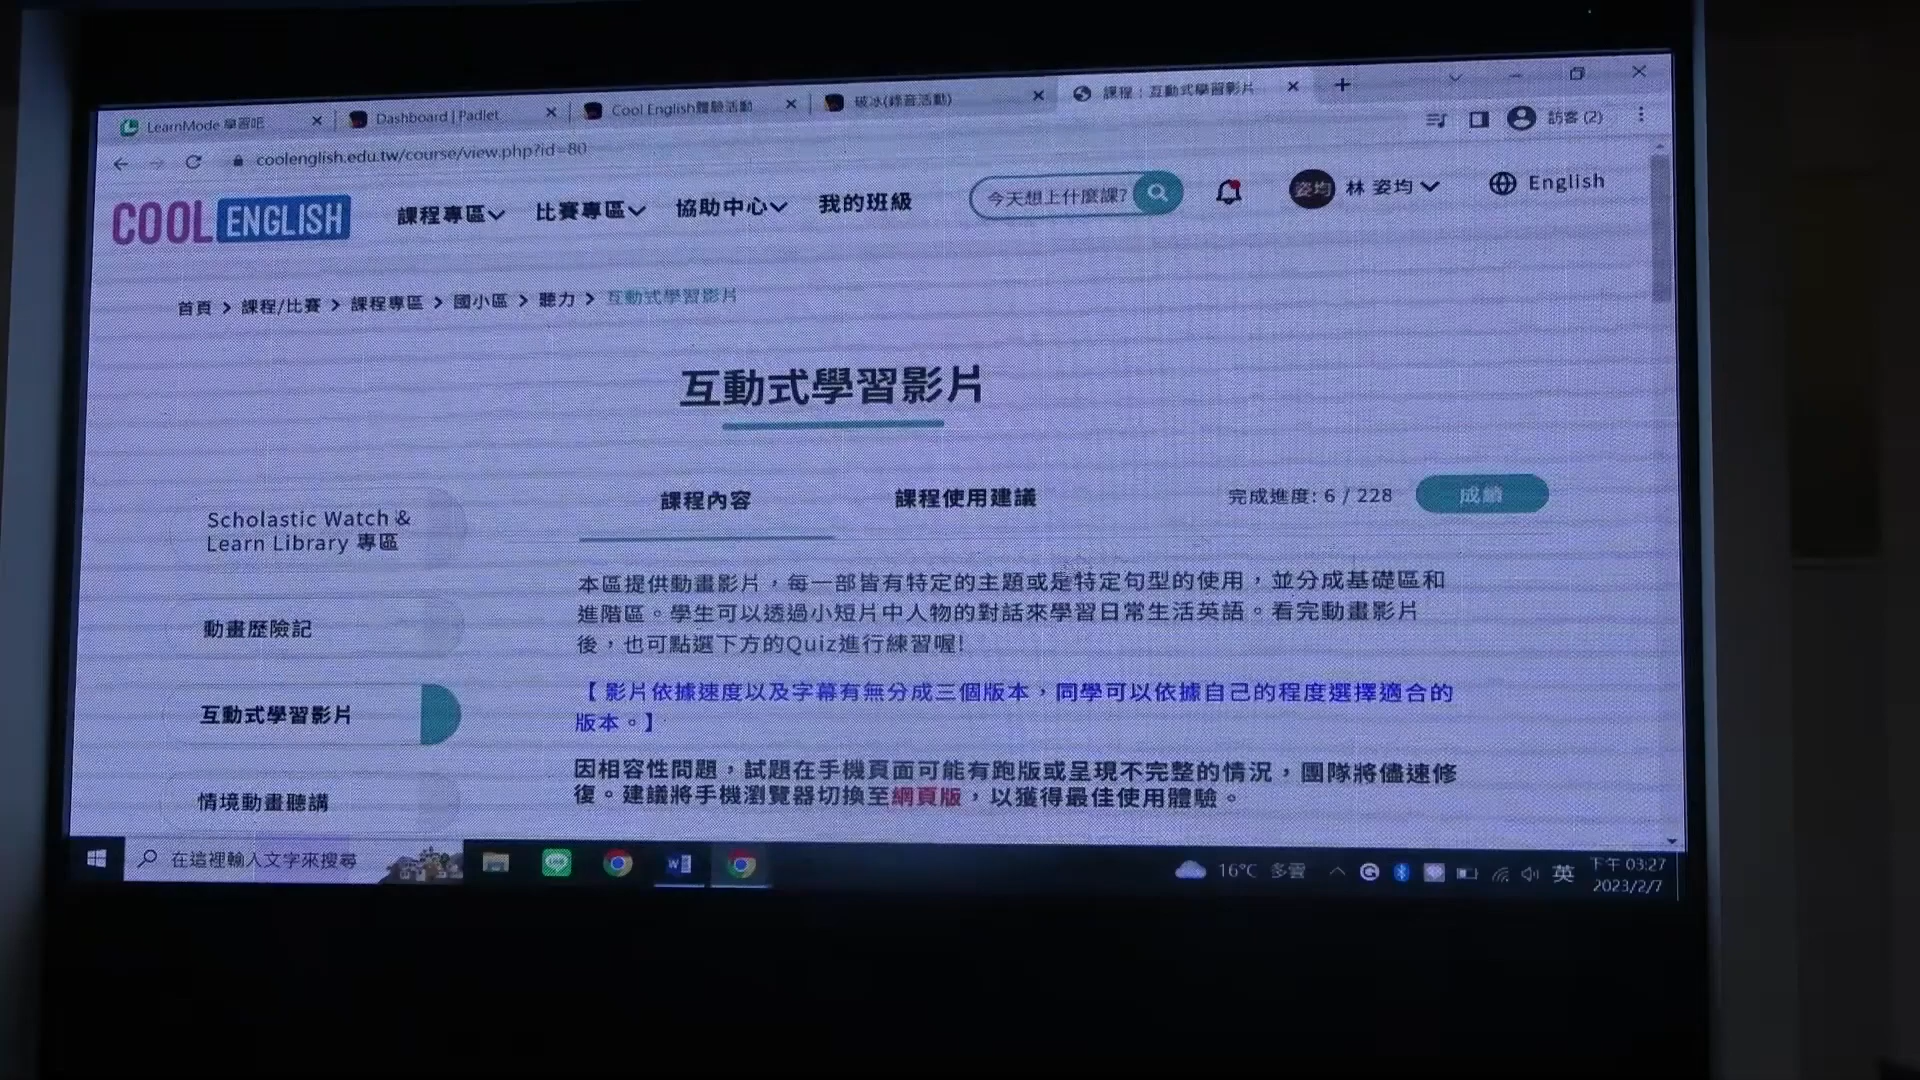 LearnMode 學習吧
Dashboard | Padlet
Cool English體驗活動
破冰(錄音活動)
課程：互動式學習影片
coolenglish.edu.tw/course/view.php?id=80
訪客 (2)
COOL ENGLISH
課程專區
比賽專區
協助中心
我的班級
今天想上什麼課?
姿均
林 姿均
English
首頁 > 課程/比賽 > 課程專區 > 國小區 > 聽力 > 互動式學習影片
互動式學習影片
課程內容
課程使用建議
完成進度: 6 / 228
成績
Scholastic Watch &
Learn Library 專區
動畫歷險記
互動式學習影片
情境動畫聽講
本區提供動畫影片，每一部皆有特定的主題或是特定句型的使用，並分成基礎區和
進階區。學生可以透過小短片中人物的對話來學習日常生活英語。看完動畫影片
後，也可點選下方的Quiz進行練習喔!
【 影片依據速度以及字幕有無分成三個版本，同學可以依據自己的程度選擇適合的
版本。】
因相容性問題，試題在手機頁面可能有跑版或呈現不完整的情況，團隊將儘速修
復。建議將手機瀏覽器切換至網頁版，以獲得最佳使用體驗。
在這裡輸入文字來搜尋
16°C 多雲
英
下午 03:27
2023/2/7